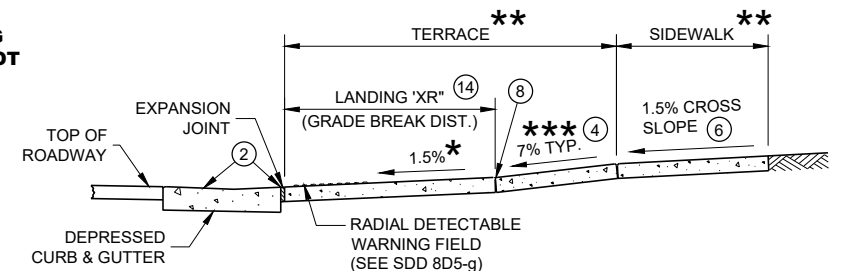 G
OT
TERRACE **
SIDEWALK **
LANDING 'XR" 14
(GRADE BREAK DIST.)
8
EXPANSION
JOINT
TOP OF
ROADWAY
2
1.5%*
*** 4
7% TYP.
1.5% CROSS
SLOPE 6
DEPRESSED
CURB & GUTTER
RADIAL DETECTABLE
WARNING FIELD
(SEE SDD 8D5-g)